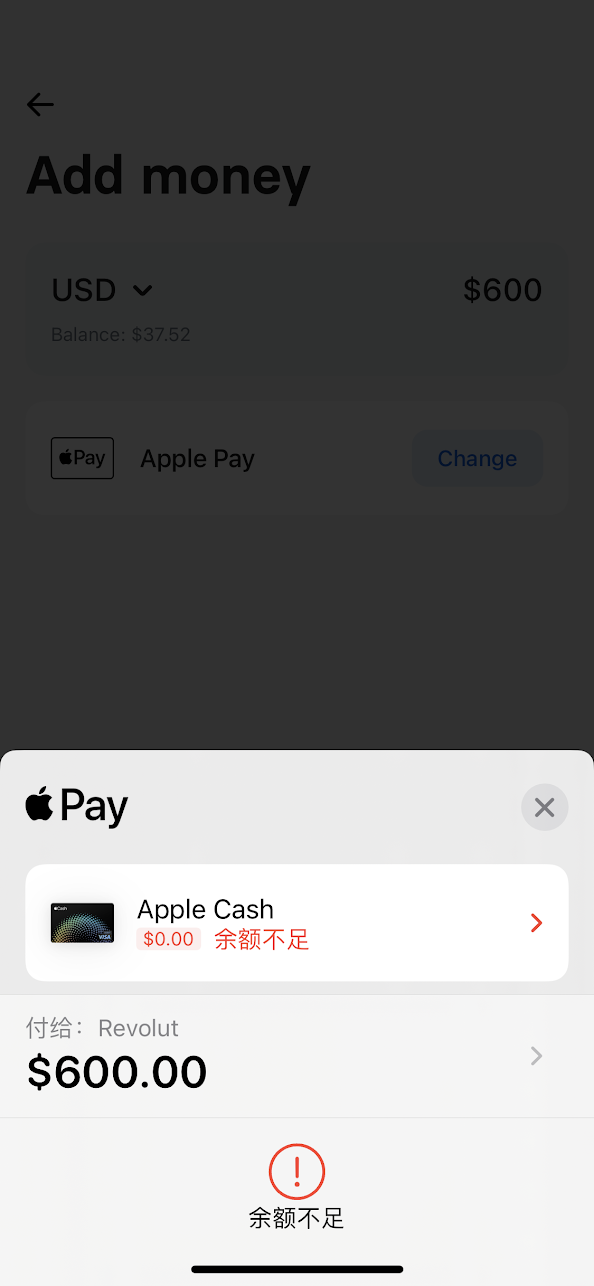 Add money
USD $600
Balance: $37.52
Pay Apple Pay Change
Pay
Apple Cash
$0.00 余额不足
付给：Revolut
$600.00
余额不足